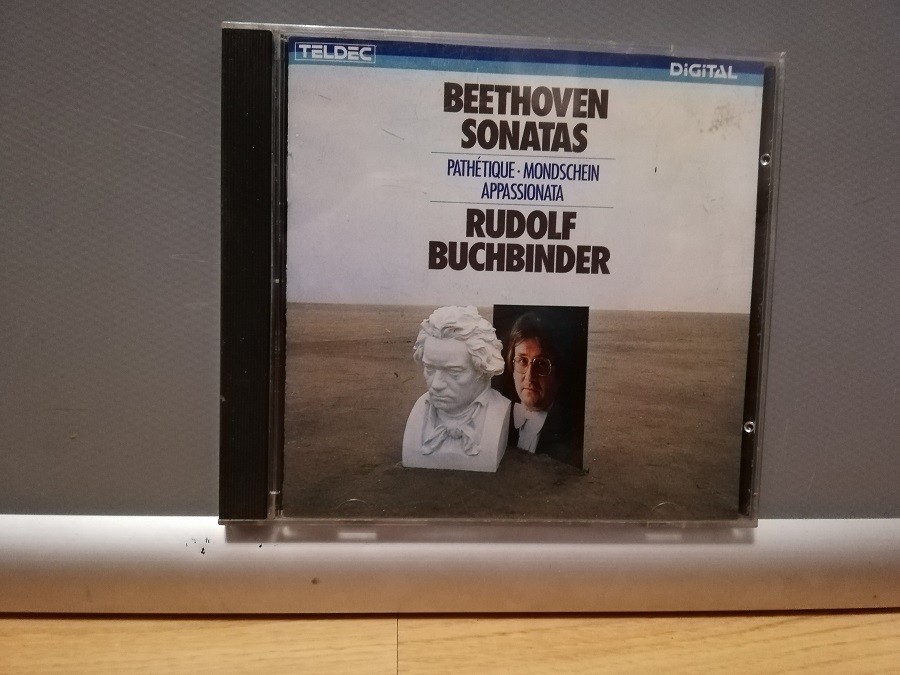 TELDEC
DiGiTAL
BEETHOVEN
SONATAS
PATHÉTIQUE · MONDSCHEIN
APPASSIONATA
RUDOLF
BUCHBINDER